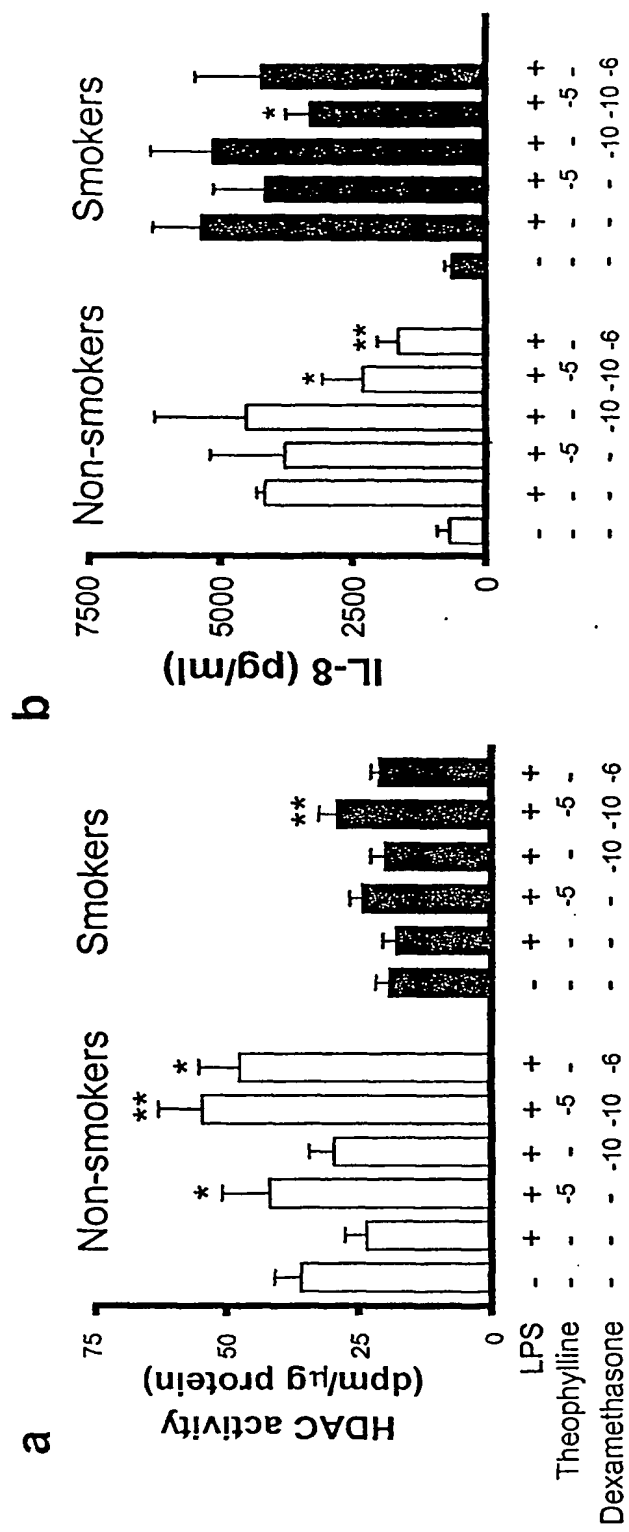 a
HDAC activity
(dpm/μg protein)
75
50
25
0
Non-smokers
Smokers
*
**
*
**
LPS - + + + + + - + + + + +
Theophylline - - -5 - -5 - - - -5 - -5 -
Dexamethasone - - - -10 -10 -6 - - - -10 -10 -6
b
IL-8 (pg/ml)
7500
5000
2500
0
Non-smokers
Smokers
*
**
*
- + + + + + - + + + + +
- - -5 - -5 - - - -5 - -5 -
- - - -10 -10 -6 - - - -10 -10 -6